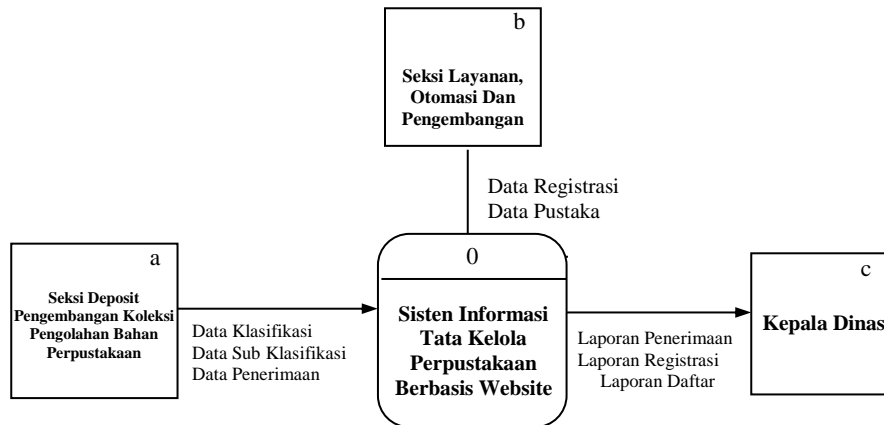 b
Seksi Layanan,
Otomasi Dan
Pengembangan
Data Registrasi
Data Pustaka
a
Seksi Deposit
Pengembangan Koleksi
Pengolahan Bahan
Perpustakaan
Data Klasifikasi
Data Sub Klasifikasi
Data Penerimaan
0
Sisten Informasi
Tata Kelola
Perpustakaan
Berbasis Website
Laporan Penerimaan
Laporan Registrasi
Laporan Daftar
c
Kepala Dinas